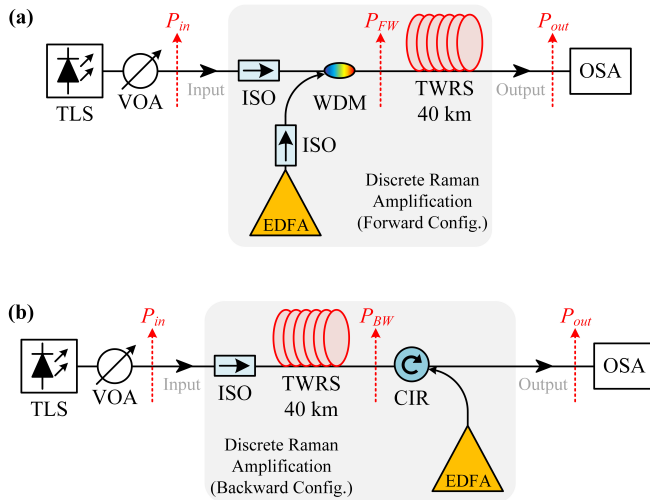 (a)
P_in
P_FW
P_out
TLS
VOA
Input
ISO
WDM
TWRS
40 km
Output
OSA
ISO
EDFA
Discrete Raman
Amplification
(Forward Config.)
(b)
P_in
P_BW
P_out
TLS
VOA
Input
ISO
TWRS
40 km
CIR
Output
OSA
Discrete Raman
Amplification
(Backward Config.)
EDFA